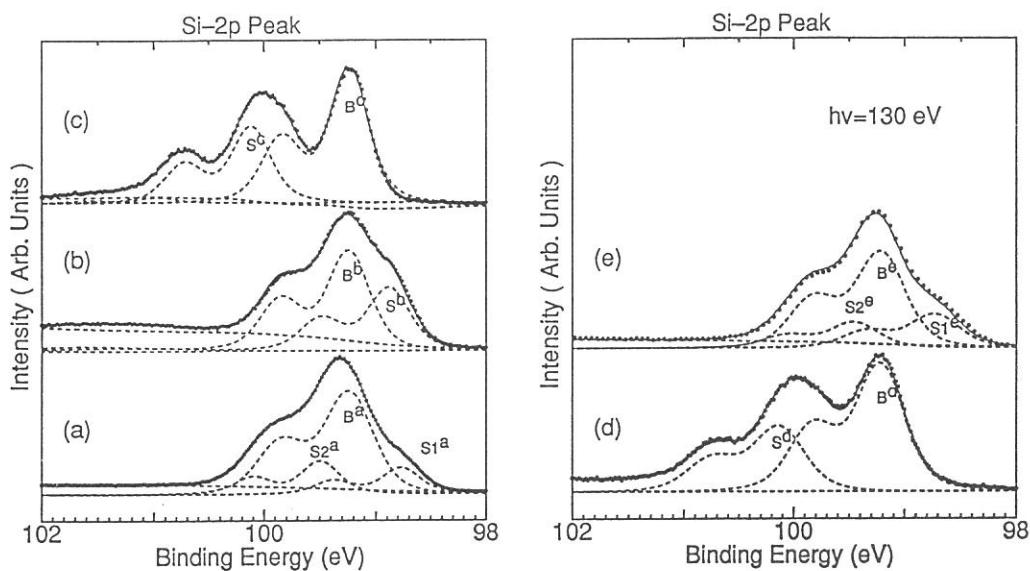 Si–2p Peak
Intensity ( Arb. Units)
(c)
S^c
B^c
(b)
B^b
S^b
(a)
B^a
S2^a
S1^a
102
100
98
Binding Energy (eV)
Si–2p Peak
hν=130 eV
Intensity ( Arb. Units )
(e)
B^e
S2^e
S1^e
(d)
B^d
S^d
102
100
98
Binding Energy (eV)